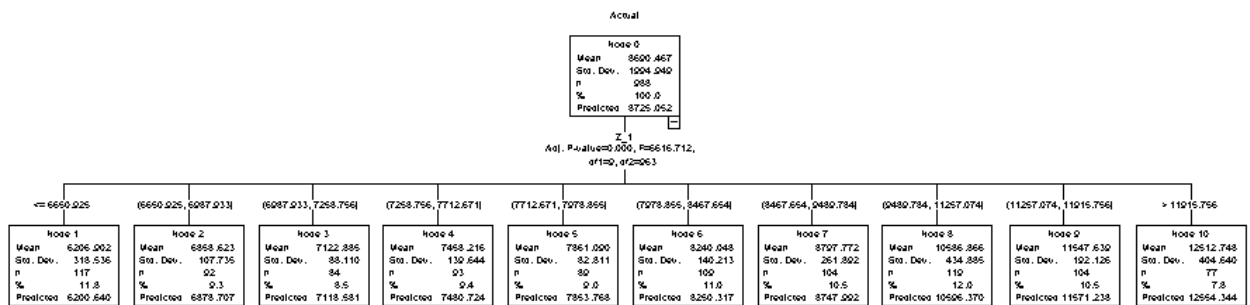 Actual
Node 0
Mean 8690.467
Std. Dev. 1994.949
n 988
% 100.0
Predicted 8725.052
Z_1
Adj. P-value=0.000, F=6616.712,
df1=9, df2=963
<= 6650.925
(6650.925, 6987.933]
(6987.933, 7258.756]
(7258.756, 7712.671]
(7712.671, 7978.855]
(7978.855, 8467.654]
(8467.654, 9489.784]
(9489.784, 11257.074]
(11257.074, 11915.756]
> 11915.756
Node 1
Mean 6206.902
Std. Dev. 318.536
n 117
% 11.8
Predicted 6200.640
Node 2
Mean 6858.623
Std. Dev. 107.735
n 92
% 9.3
Predicted 6878.707
Node 3
Mean 7122.885
Std. Dev. 88.110
n 84
% 8.5
Predicted 7118.581
Node 4
Mean 7458.216
Std. Dev. 139.644
n 93
% 9.4
Predicted 7480.724
Node 5
Mean 7861.090
Std. Dev. 82.811
n 89
% 9.0
Predicted 7853.768
Node 6
Mean 8240.048
Std. Dev. 140.213
n 109
% 11.0
Predicted 8250.317
Node 7
Mean 8797.772
Std. Dev. 261.892
n 104
% 10.5
Predicted 8747.992
Node 8
Mean 10586.866
Std. Dev. 434.885
n 119
% 12.0
Predicted 10596.370
Node 9
Mean 11547.639
Std. Dev. 192.126
n 104
% 10.5
Predicted 11571.238
Node 10
Mean 12512.748
Std. Dev. 404.640
n 77
% 7.8
Predicted 12554.344